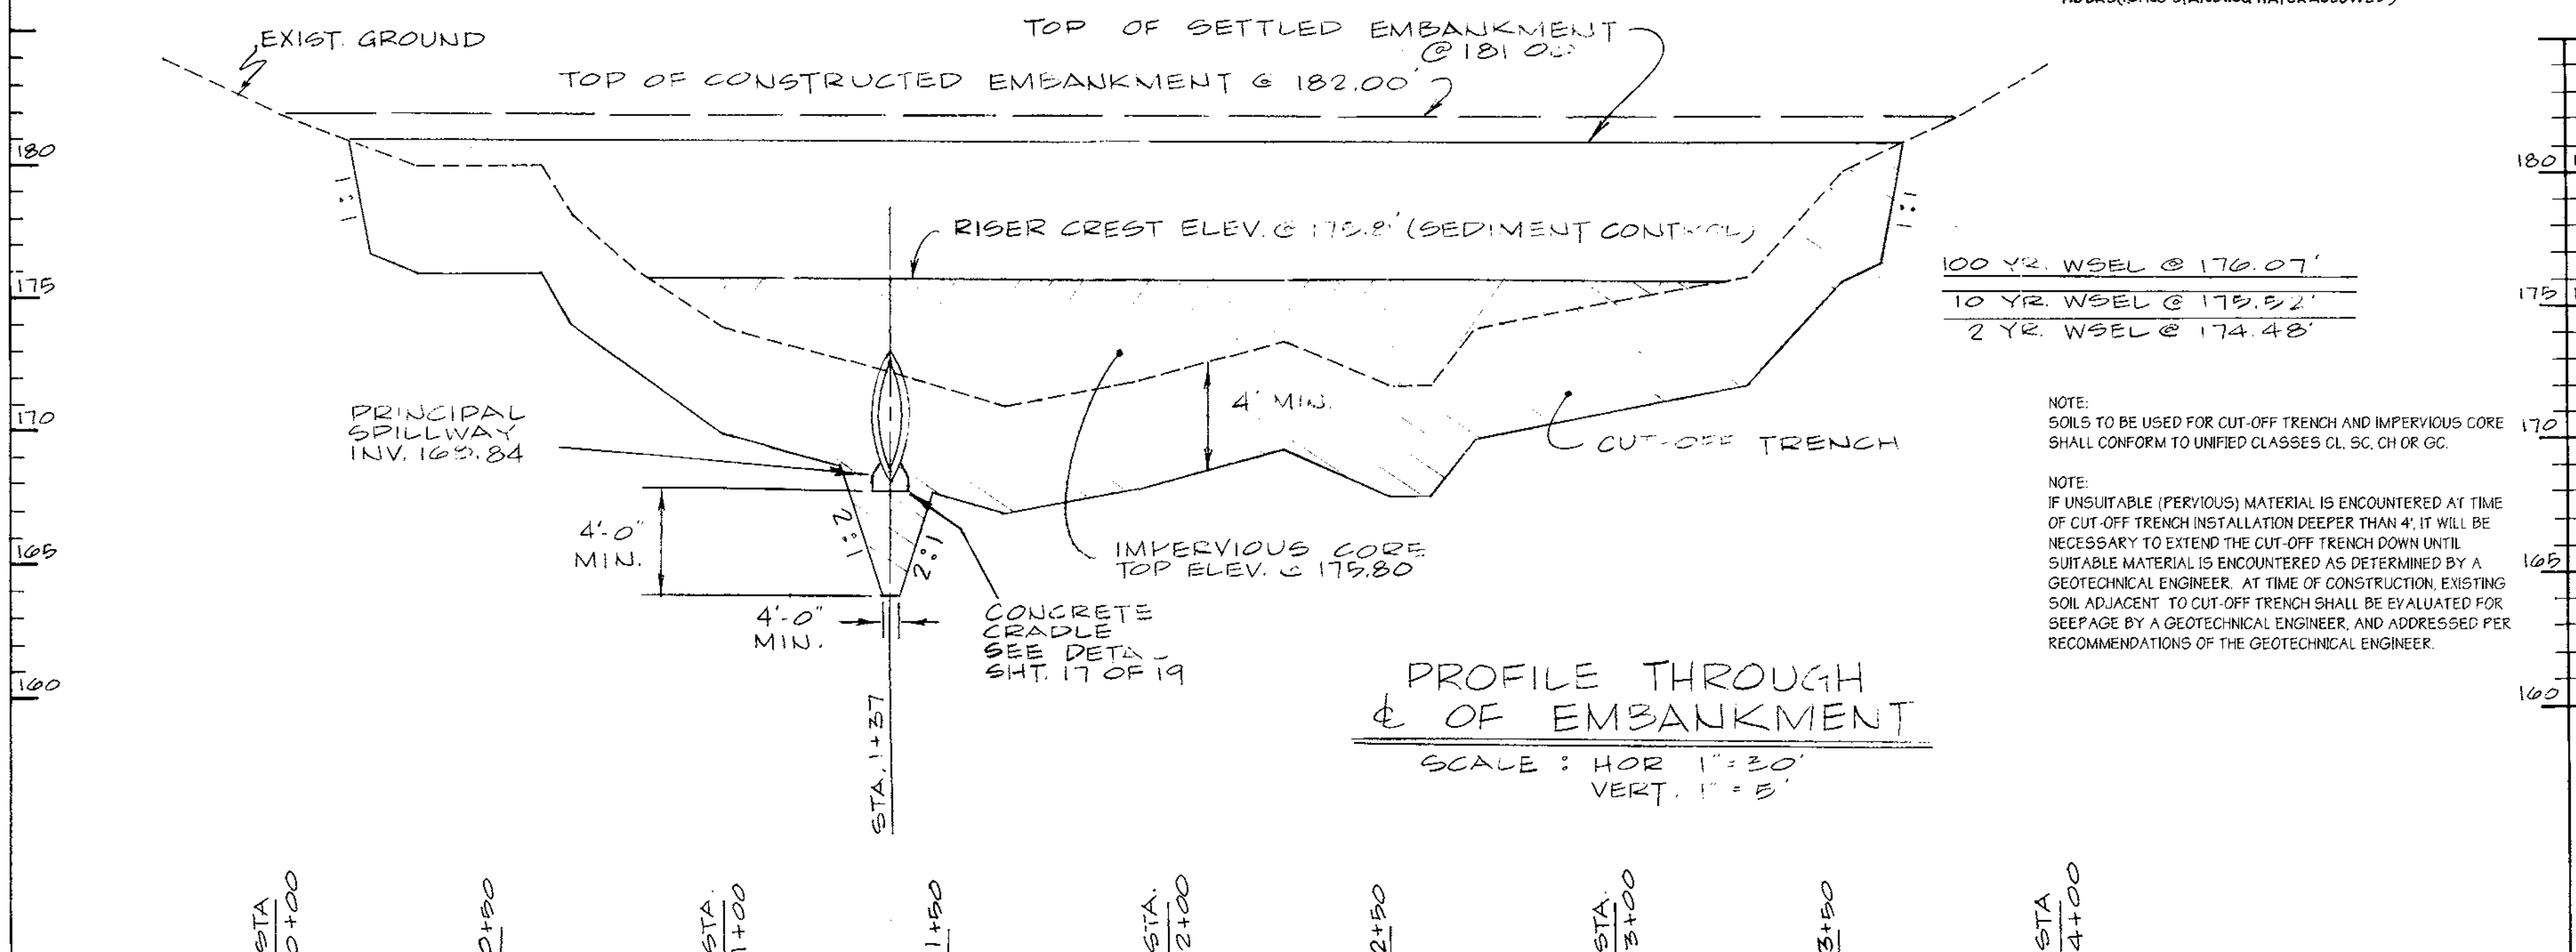 EXIST. GROUND
TOP OF SETTLED EMBANKMENT
@ 181.00'
TOP OF CONSTRUCTED EMBANKMENT @ 182.00'
180
1:1
RISER CREST ELEV. @ 175.8' (SEDIMENT CONTROL)
1:1
180
175
100 YR. WSEL @ 176.07'
10 YR. WSEL @ 175.52'
2 YR. WSEL @ 174.48'
175
170
PRINCIPAL
SPILLWAY
INV.
4' MIN.
CUT-OFF TRENCH
NOTE:
SOILS TO BE USED FOR CUT-OFF TRENCH AND IMPERVIOUS CORE
SHALL CONFORM TO UNIFIED CLASSES CL, SC, CH OR GC.
170
NOTE:
IF UNSUITABLE (PERVIOUS) MATERIAL IS ENCOUNTERED AT TIME
OF CUT-OFF TRENCH INSTALLATION DEEPER THAN 4', IT WILL BE
NECESSARY TO EXTEND THE CUT-OFF TRENCH DOWN UNTIL
SUITABLE MATERIAL IS ENCOUNTERED AS DETERMINED BY A
GEOTECHNICAL ENGINEER. AT TIME OF CONSTRUCTION, EXISTING
SOIL ADJACENT TO CUT-OFF TRENCH SHALL BE EVALUATED FOR
SEEPAGE BY A GEOTECHNICAL ENGINEER, AND ADDRESSED PER
RECOMMENDATIONS OF THE GEOTECHNICAL ENGINEER.
165
4'-0"
MIN.
1:2
2:1
IMPERVIOUS CORE
TOP ELEV. @ 175.80'
165
4'-0"
MIN.
CONCRETE
CRADLE
SEE DETAIL
SHT. 17 OF 19
160
160
STA. 1+37
PROFILE THROUGH
℄ OF EMBANKMENT
SCALE : HOR 1"=
VERT. 1" = 5'
STA
0+00
0+50
STA.
1+00
1+50
STA.
2+00
2+50
STA.
3+00
3+50
STA
4+00